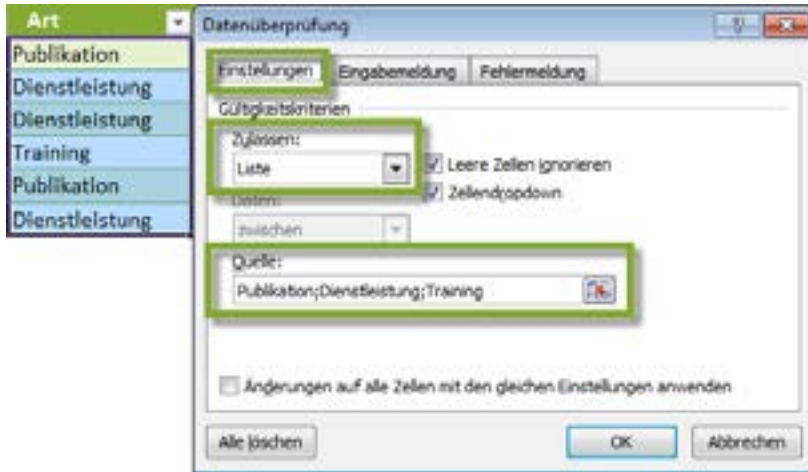 Art
Publikation
Dienstleistung
Dienstleistung
Training
Publikation
Dienstleistung
Datenüberprüfung
Einstellungen Eingabemeldung Fehlermeldung
Gültigkeitskriterien
Zulassen:
Liste
Leere Zellen ignorieren
Zellendropdown
Daten:
zwischen
Quelle:
Publikation;Dienstleistung;Training
Änderungen auf alle Zellen mit den gleichen Einstellungen anwenden
Alle löschen OK Abbrechen